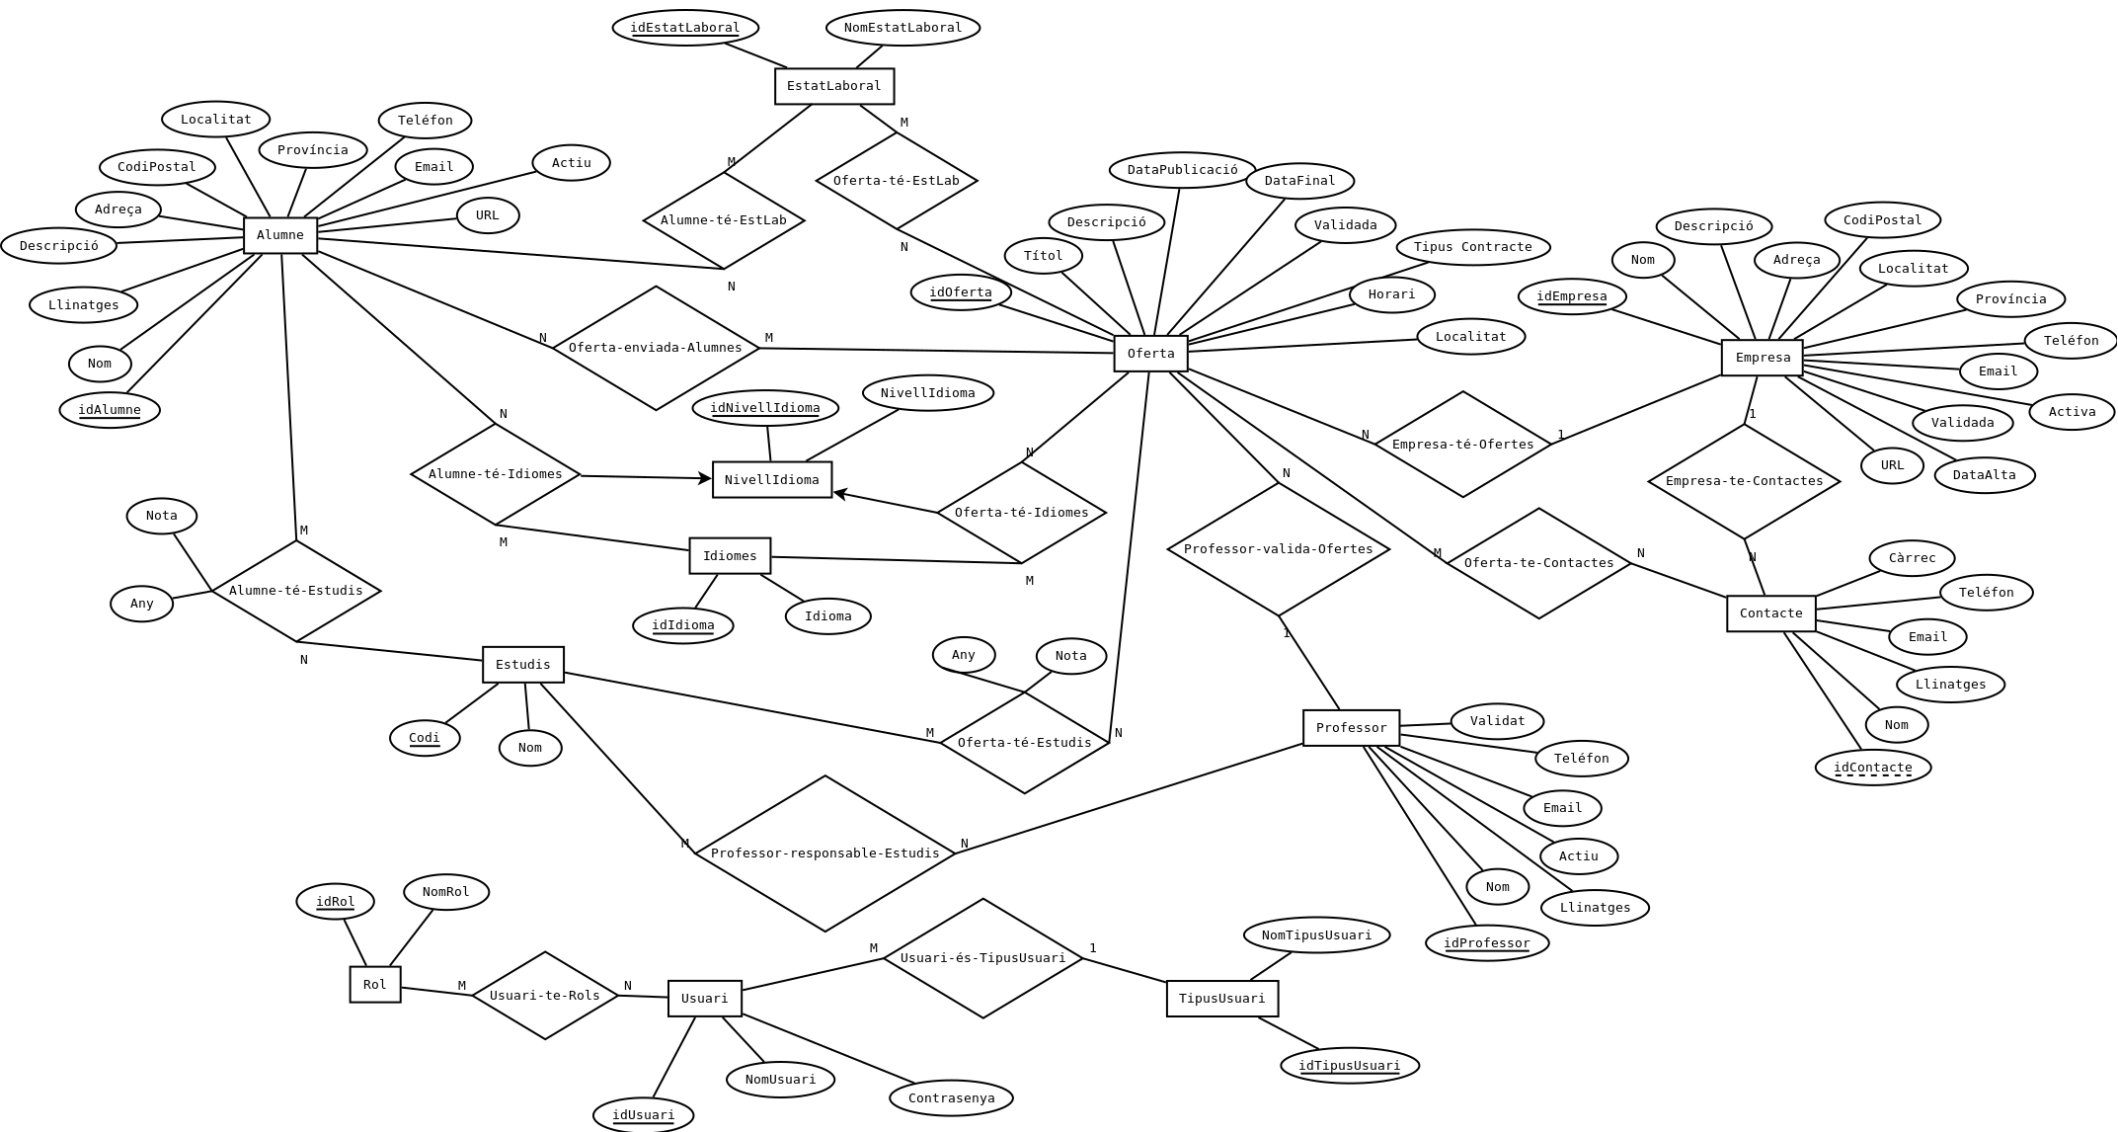 idEstatLaboral
NomEstatLaboral
EstatLaboral
Localitat
Telèfon
Província
CodiPostal
Email
Actiu
Adreça
URL
Alumne
Descripció
Llinatges
Nom
idAlumne
M
Alumne-té-EstLab
N
M
Oferta-té-EstLab
N
DataPublicació
DataFinal
Descripció
Validada
Títol
Tipus Contracte
idOferta
Horari
Localitat
Oferta
N
Oferta-enviada-Alumnes
M
Descripció
CodiPostal
Nom
Adreça
Localitat
idEmpresa
Província
Telèfon
Empresa
Email
Activa
Validada
URL
DataAlta
idNivellIdioma
NivellIdioma
NivellIdioma
N
Alumne-té-Idiomes
M
N
Oferta-té-Idiomes
M
Idiomes
idIdioma
Idioma
N
Empresa-té-Ofertes
1
1
Empresa-te-Contactes
N
N
Professor-valida-Ofertes
1
M
Oferta-te-Contactes
N
Nota
Any
M
Alumne-té-Estudis
N
Càrrec
Telèfon
Contacte
Email
Llinatges
Nom
idContacte
Estudis
Codi
Nom
Any
Nota
M
Oferta-té-Estudis
N
Professor
Validat
Telèfon
Email
Actiu
Nom
Llinatges
idProfessor
M
Professor-responsable-Estudis
N
idRol
NomRol
Rol
M
Usuari-te-Rols
N
Usuari
M
Usuari-és-TipusUsuari
1
NomTipusUsuari
TipusUsuari
idTipusUsuari
NomUsuari
Contrasenya
idUsuari